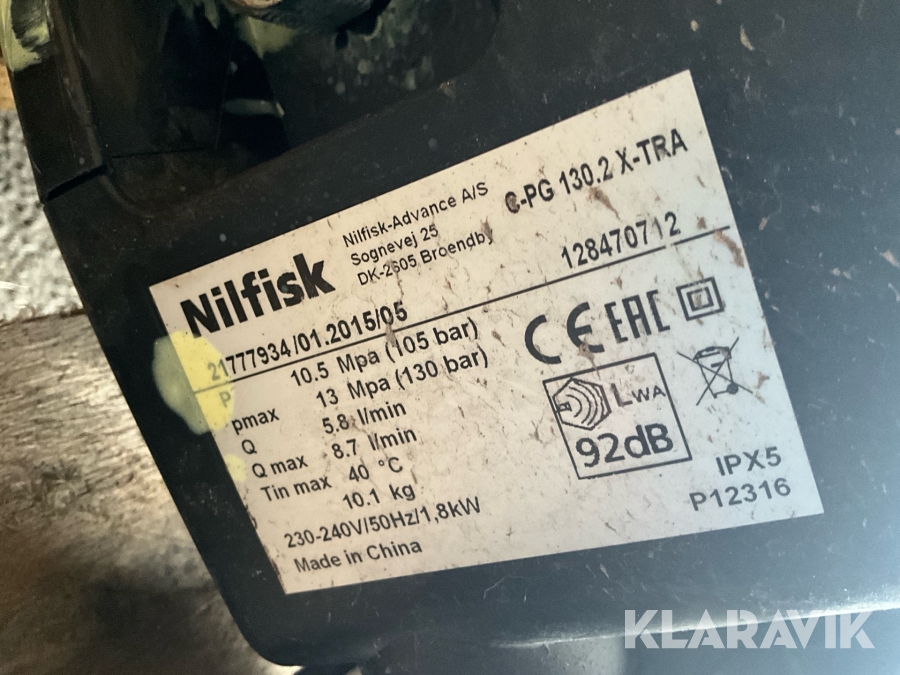 Nilfisk
Nilfisk-Advance A/S
Sognevej 25
DK-2605 Broendby
C-PG 130.2 X-TRA
21777934/01.2015/05
128470712
P 10.5 Mpa (105 bar)
pmax 13 Mpa (130 bar)
Q 5.8 l/min
Q max 8.7 l/min
Tin max 40 °C
10.1 kg
230-240V/50Hz/1,8kW
Made in China
CE EAC
LWA
92dB
IPX5
P12316
KLARAVIK